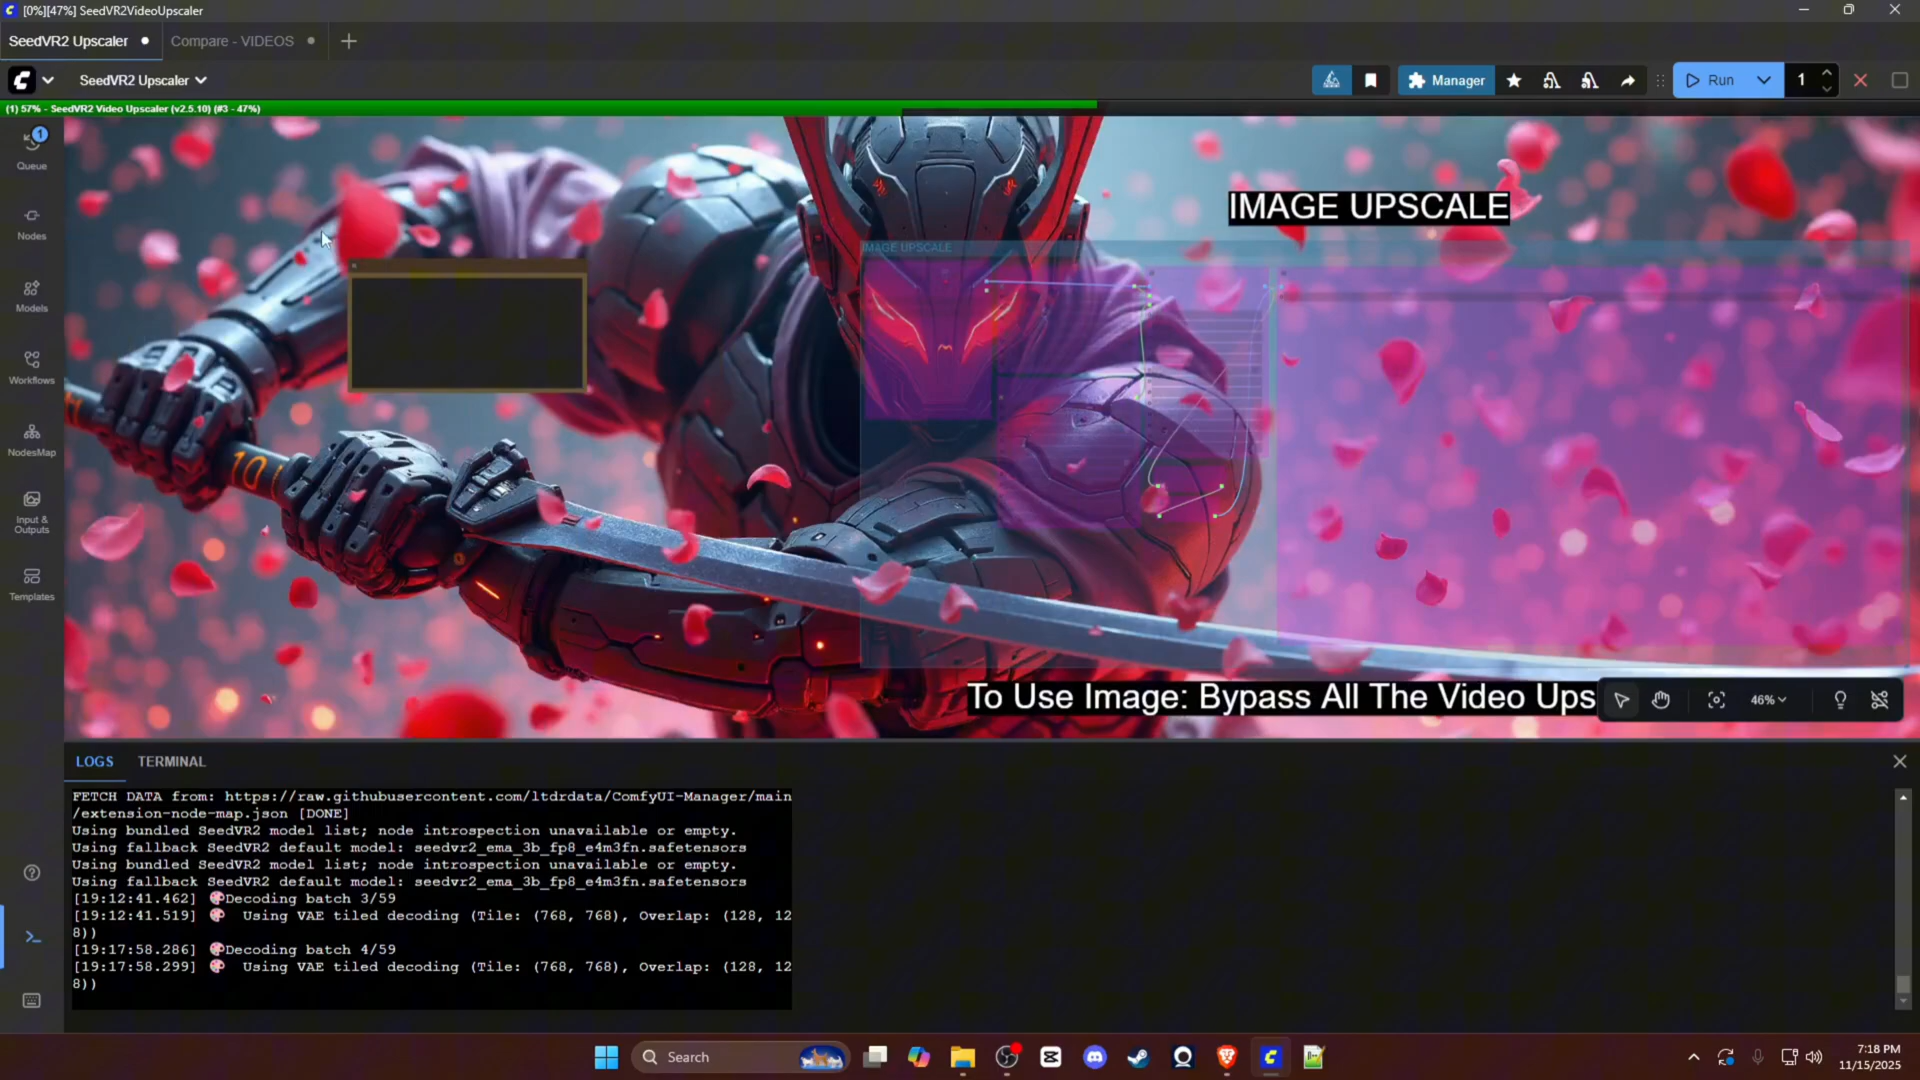 [0%][47%] SeedVR2VideoUpscaler
SeedVR2 Upscaler
Compare - VIDEOS
SeedVR2 Upscaler
Manager
Run
1
(1) 57% - SeedVR2 Video Upscaler (v2.5.10) (#3 - 47%)
1
Queue
Nodes
Models
Workflows
NodesMap
Input &
Outputs
Templates
IMAGE UPSCALE
IMAGE UPSCALE
10
To Use Image: Bypass All The Video Ups
46%
LOGS
TERMINAL
FETCH DATA from: https://raw.githubusercontent.com/ltdrdata/ComfyUI-Manager/main
/extension-node-map.json [DONE]
Using bundled SeedVR2 model list; node introspection unavailable or empty.
Using fallback SeedVR2 default model: seedvr2_ema_3b_fp8_e4m3fn.safetensors
Using bundled SeedVR2 model list; node introspection unavailable or empty.
Using fallback SeedVR2 default model: seedvr2_ema_3b_fp8_e4m3fn.safetensors
[19:12:41.462] 🎨Decoding batch 3/59
[19:12:41.519] 🎨  Using VAE tiled decoding (Tile: (768, 768), Overlap: (128, 12
8))
[19:17:58.286] 🎨Decoding batch 4/59
[19:17:58.299] 🎨  Using VAE tiled decoding (Tile: (768, 768), Overlap: (128, 12
8))
Search
7:18 PM
11/15/2025